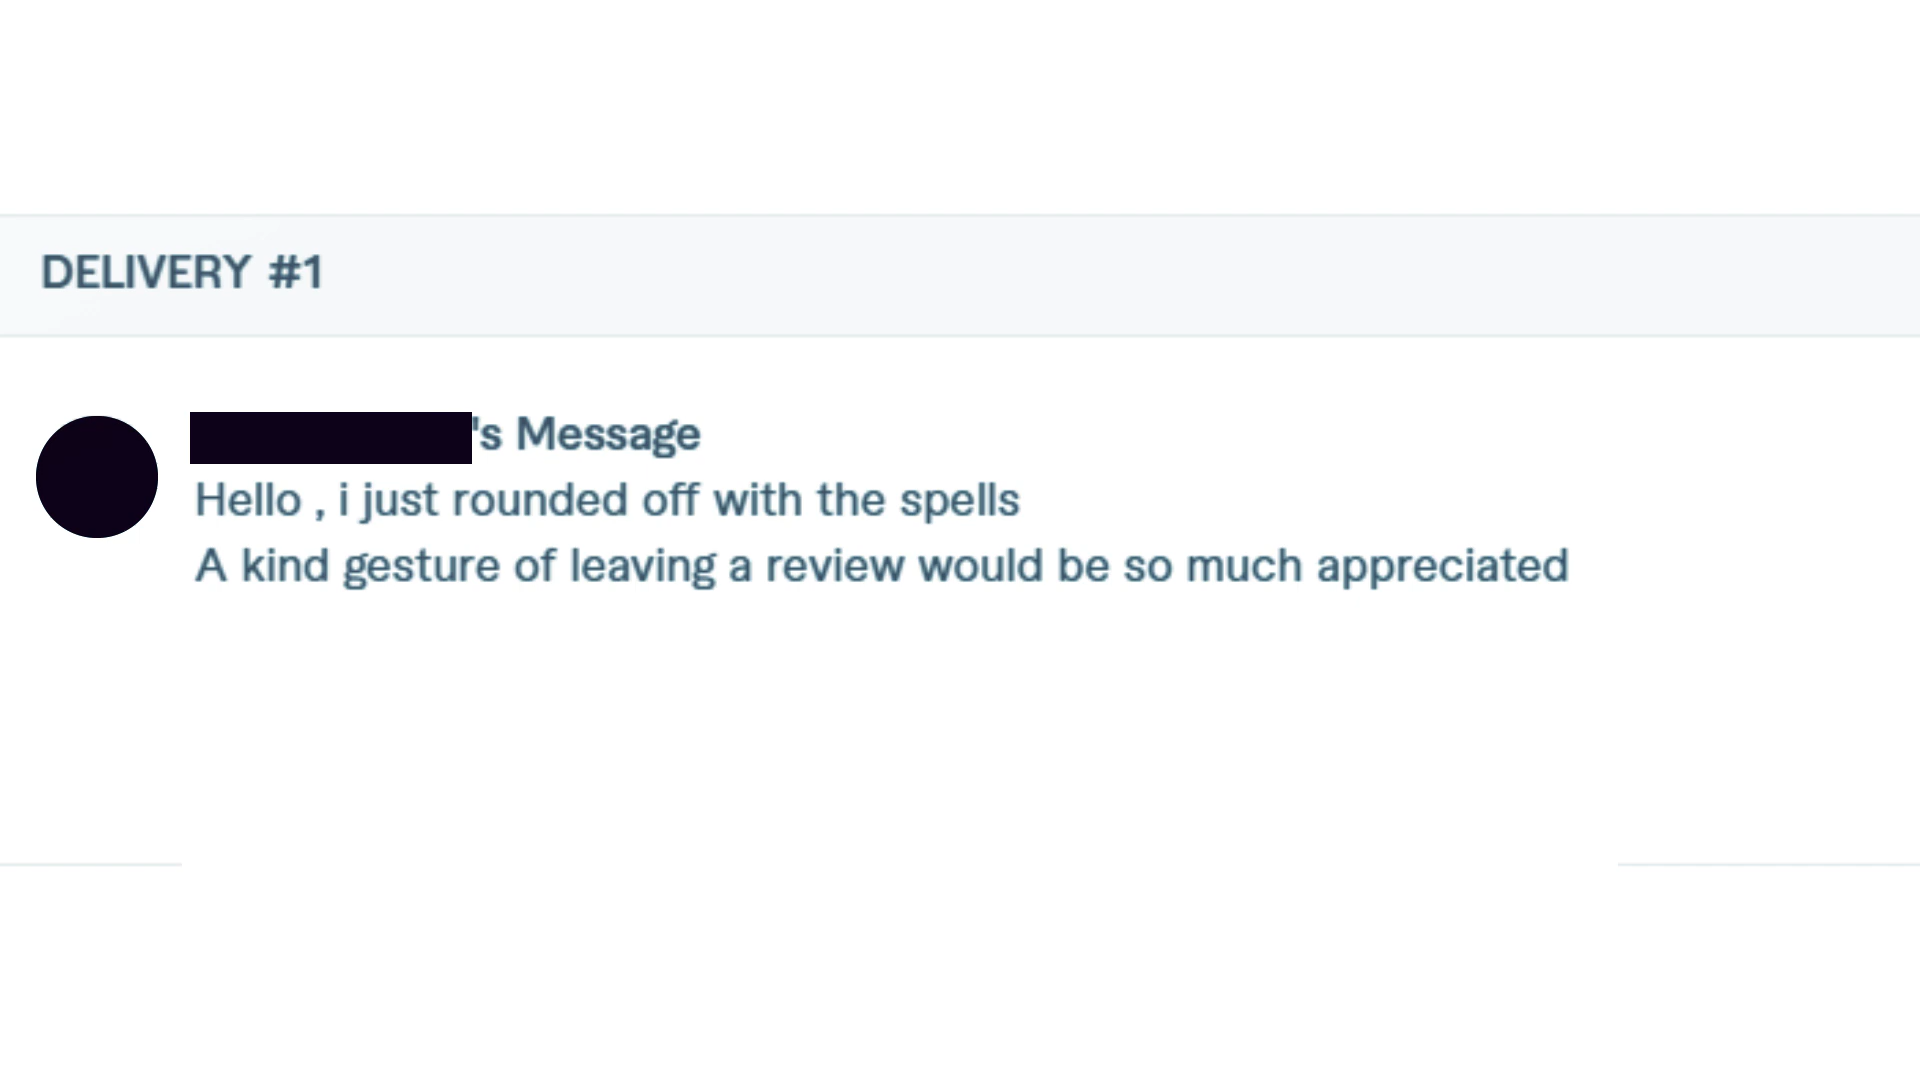 DELIVERY #1
's Message
Hello , i just rounded off with the spells
A kind gesture of leaving a review would be so much appreciated